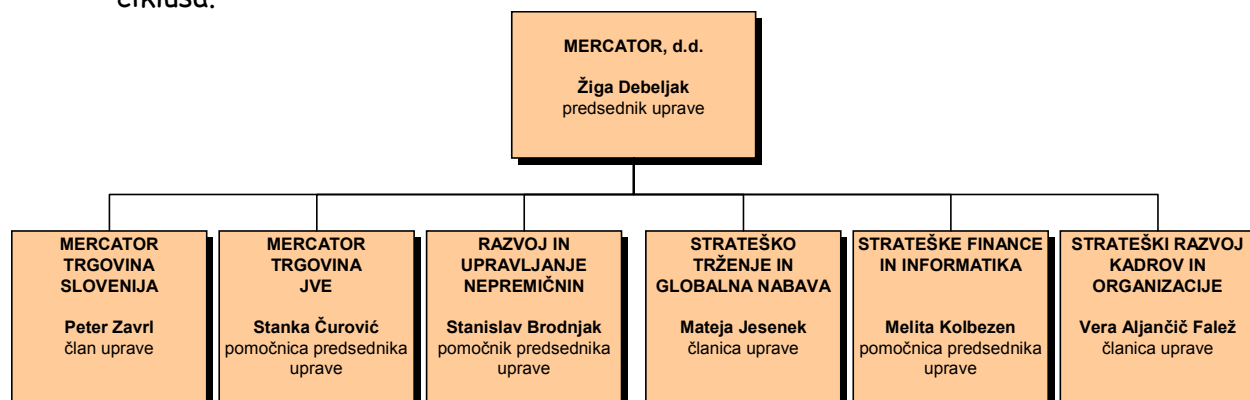 ciklusa.
MERCATOR, d.d.
Žiga Debeljak
predsednik uprave
MERCATOR
TRGOVINA
SLOVENIJA
Peter Zavrl
član uprave
MERCATOR
TRGOVINA
JVE
Stanka Čurović
pomočnica predsednika
uprave
RAZVOJ IN
UPRAVLJANJE
NEPREMIČNIN
Stanislav Brodnjak
pomočnik predsednika
uprave
STRATEŠKO
TRŽENJE IN
GLOBALNA NABAVA
Mateja Jesenek
članica uprave
STRATEŠKE FINANCE
IN INFORMATIKA
Melita Kolbezen
pomočnica predsednika
uprave
STRATEŠKI RAZVOJ
KADROV IN
ORGANIZACIJE
Vera Aljančič Falež
članica uprave